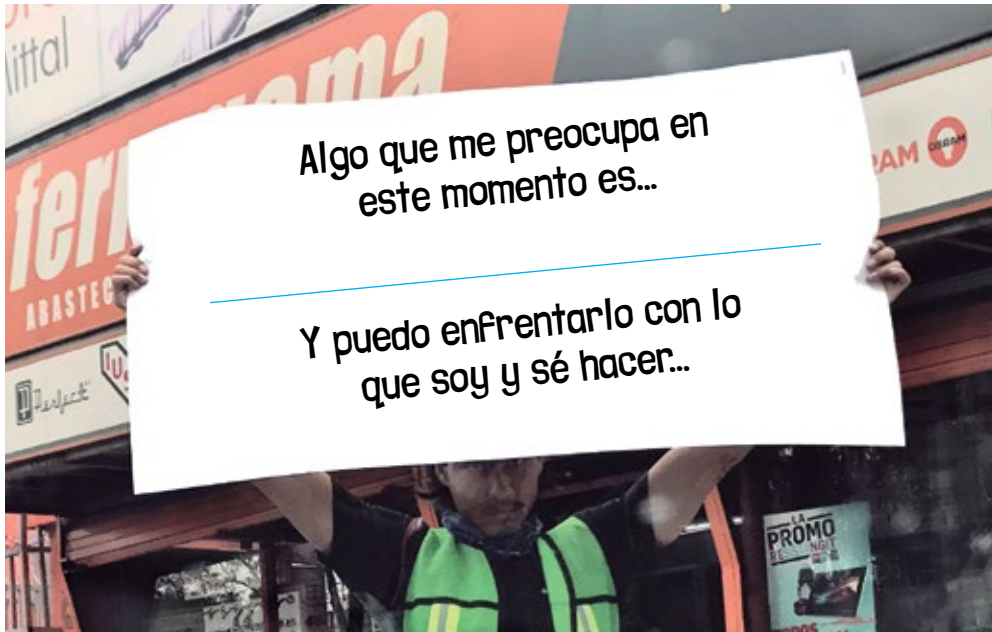 ittal
Algo que me preocupa en
este momento es...
Y puedo enfrentarlo con lo
que soy y sé hacer...
ABASTEC
RAM
OSRAM
Perfect
LA
PROMO